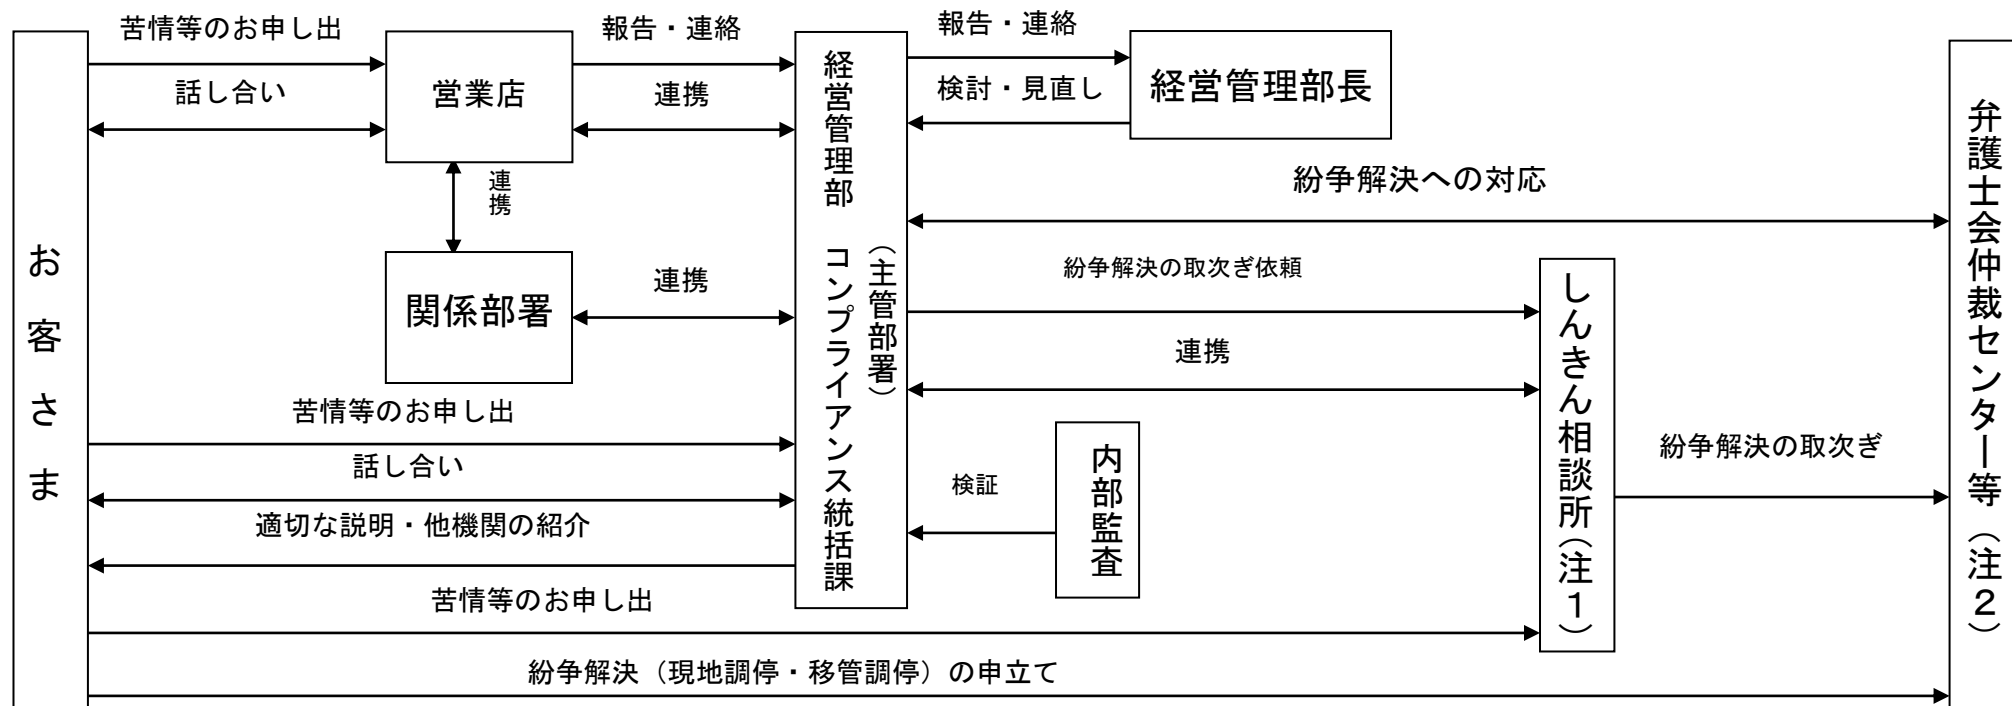 お客さま
苦情等のお申し出
話し合い
営業店
連携
関係部署
報告・連絡
連携
連携
苦情等のお申し出
話し合い
適切な説明・他機関の紹介
苦情等のお申し出
紛争解決（現地調停・移管調停）の申立て
経営管理部　コンプライアンス統括課
（主管部署）
報告・連絡
検討・見直し
経営管理部長
紛争解決への対応
紛争解決の取次ぎ依頼
連携
検証
内部監査
しんきん相談所（注１）
紛争解決の取次ぎ
弁護士会仲裁センター等（注２）